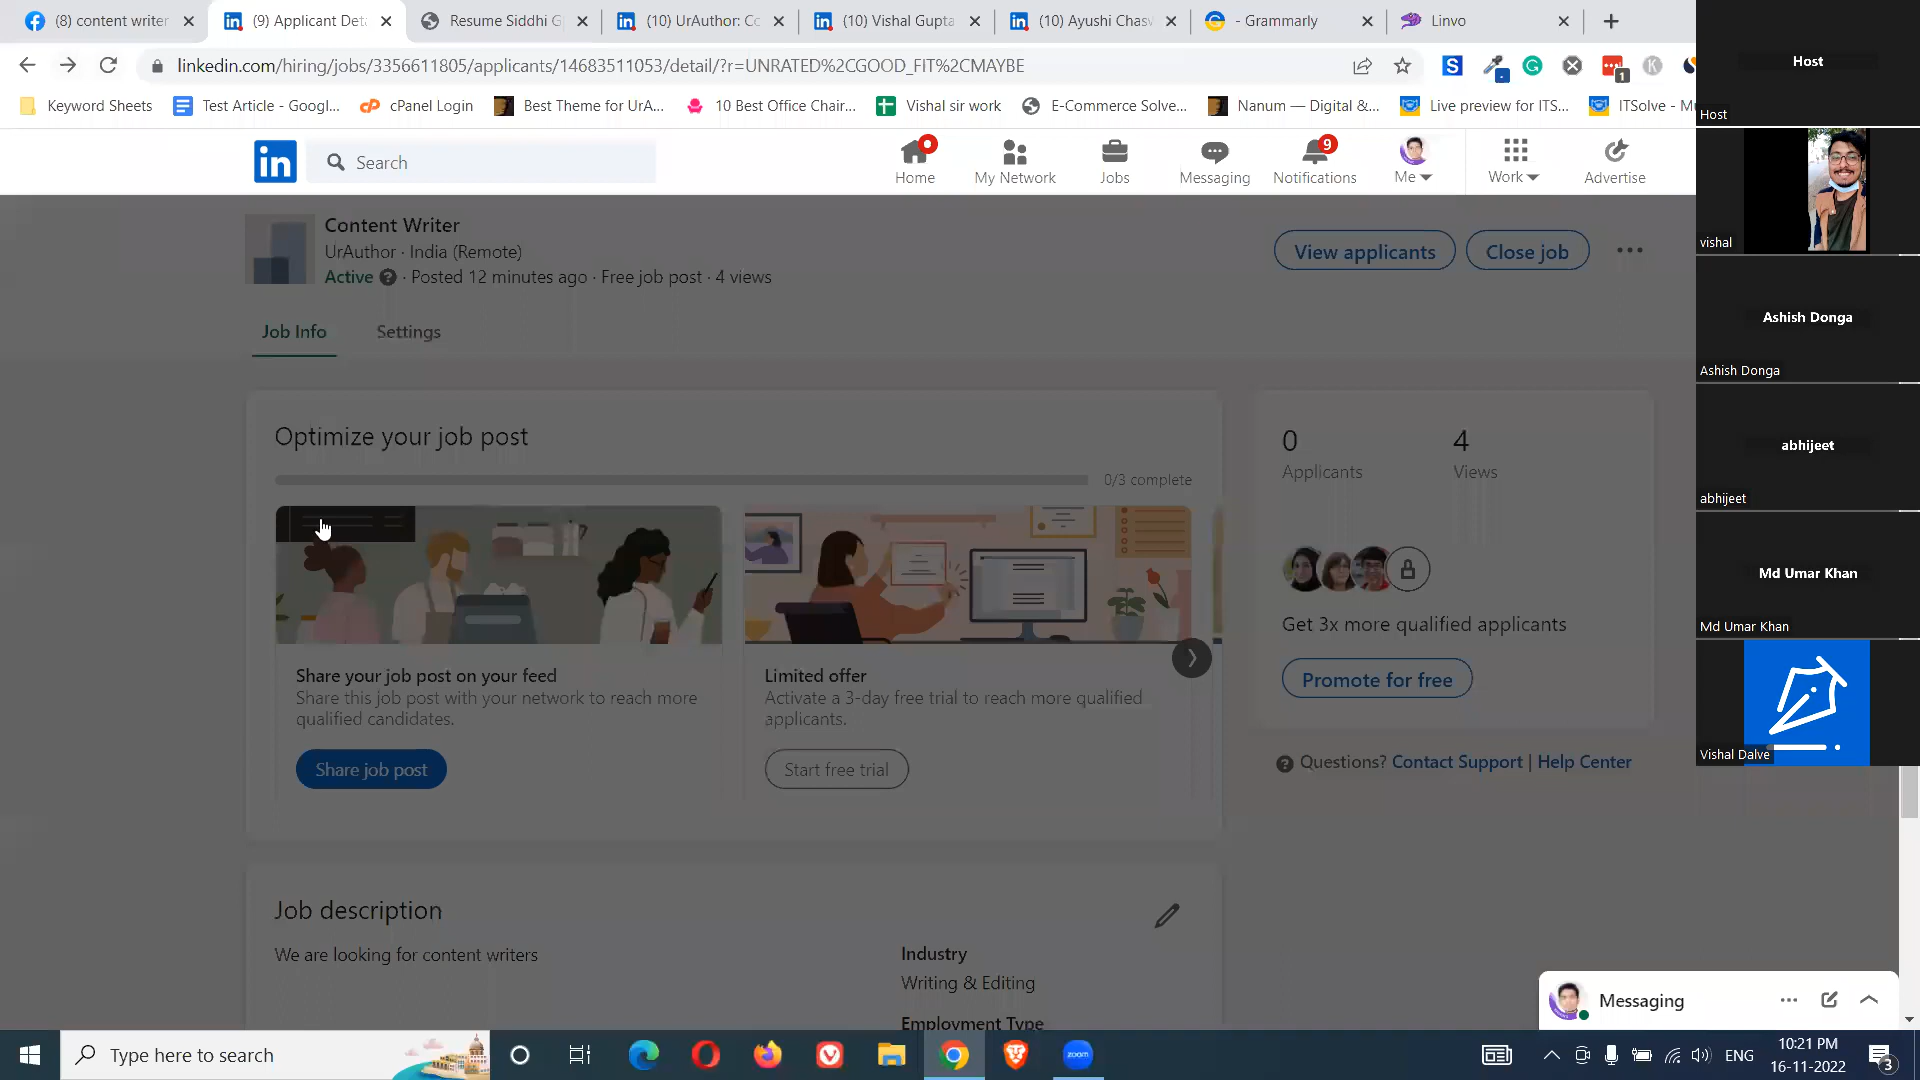 (8) content writer
(9) Applicant Det
Resume Siddhi G
(10) UrAuthor: Co
(10) Vishal Gupta
(10) Ayushi Chas
- Grammarly
Linvo
linkedin.com/hiring/jobs/3356611805/applicants/14683511053/detail/?r=UNRATED%2CGOOD_FIT%2CMAYBE
Keyword Sheets
Test Article - Googl...
cPanel Login
Best Theme for UrA...
10 Best Office Chair...
Vishal sir work
E-Commerce Solve...
Nanum — Digital &...
Live preview for ITS...
ITSolve - M
in
Search
Home
My Network
Jobs
Messaging
9
Notifications
Me
Work
Advertise
Content Writer
UrAuthor · India (Remote)
Active · Posted 12 minutes ago · Free job post · 4 views
View applicants
Close job
Job Info
Settings
Optimize your job post
0/3 complete
Share your job post on your feed
Share this job post with your network to reach more
qualified candidates.
Share job post
Limited offer
Activate a 3-day free trial to reach more qualified
applicants.
Start free trial
0
4
Applicants
Views
Get 3x more qualified applicants
Promote for free
Questions? Contact Support | Help Center
Job description
We are looking for content writers
Industry
Writing & Editing
Employment Type
Messaging
Host
Host
vishal
Ashish Donga
Ashish Donga
abhijeet
abhijeet
Md Umar Khan
Md Umar Khan
Vishal Dalve
Type here to search
zoom
ENG
10:21 PM
16-11-2022
3